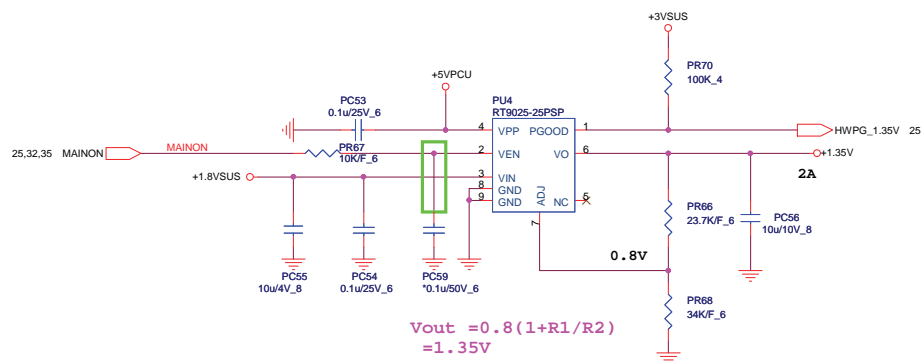 +3VSUS
PR70
100K_4
+5VPCU
PC53
0.1u/25V_6
PU4
RT9025-25PSP
4 VPP PGOOD 1
HWPG_1.35V 25
25,32,35 MAINON
MAINON
PR67
10K/F_6
2 VEN VO 6
+1.35V
2A
+1.8VSUS
3 VIN
8 GND
9 GND
ADJ
7
NC 5
PR66
23.7K/F_6
PC56
10u/10V_8
0.8V
PC55
10u/4V_8
PC54
0.1u/25V_6
PC59
*0.1u/50V_6
PR68
34K/F_6
Vout =0.8(1+R1/R2)
=1.35V